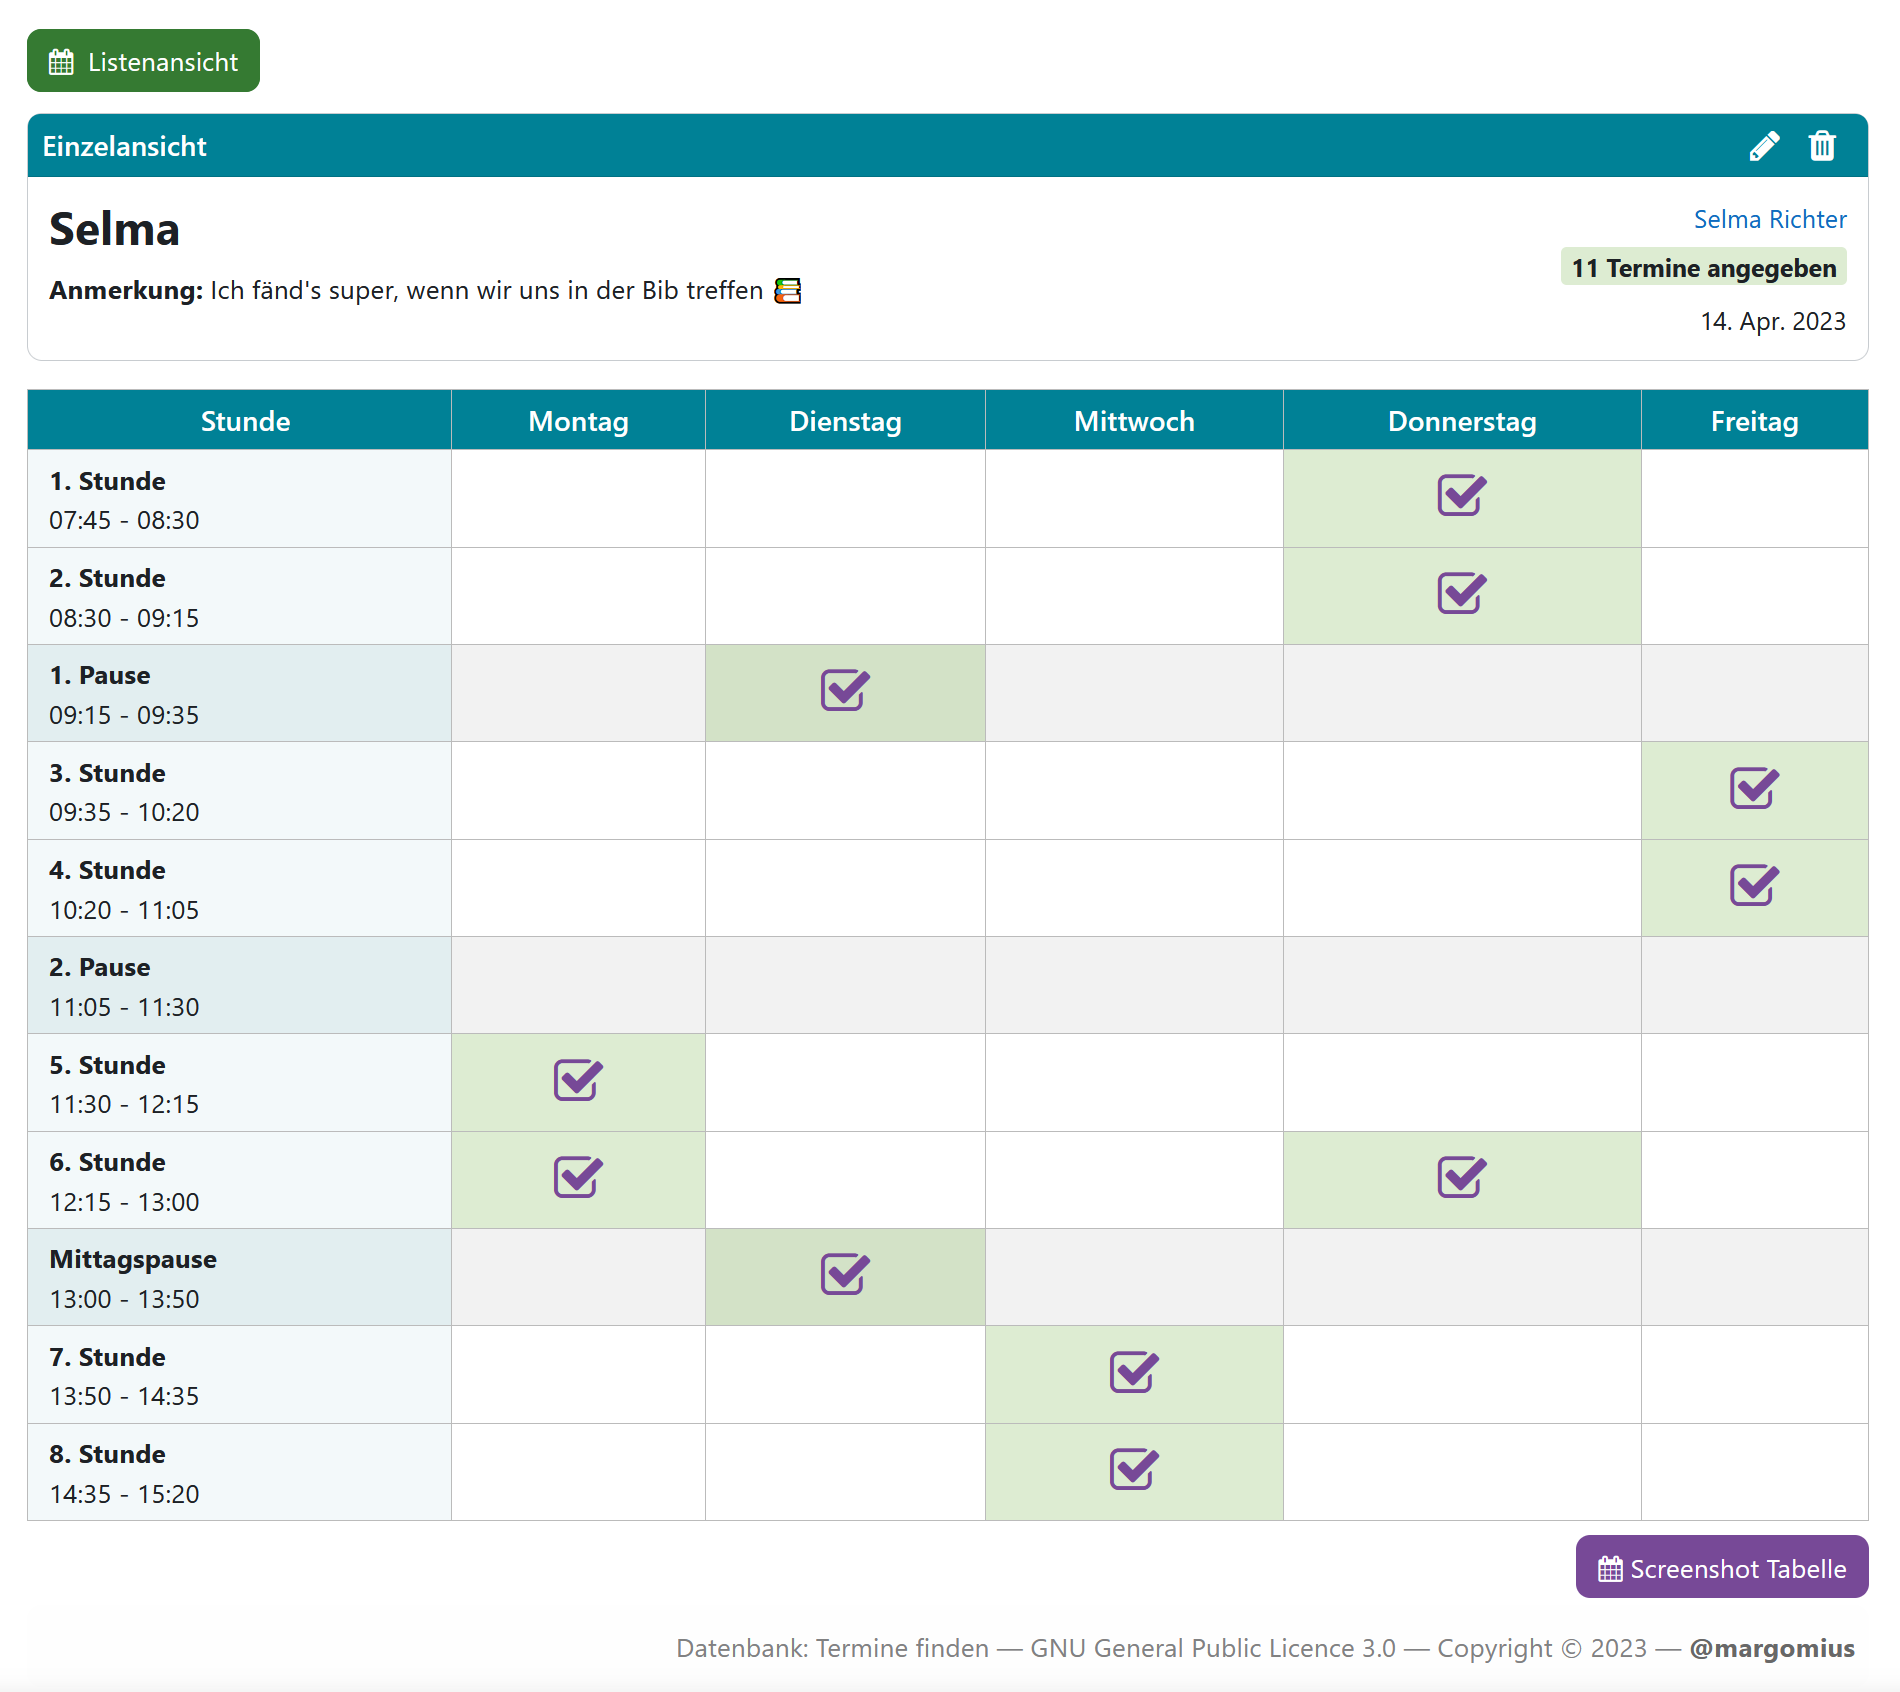 Listenansicht
Einzelansicht
Selma
Selma Richter
11 Termine angegeben
Anmerkung: Ich fänd's super, wenn wir uns in der Bib treffen 📚
14. Apr. 2023
Stunde Montag Dienstag Mittwoch Donnerstag Freitag
1. Stunde
07:45 - 08:30
2. Stunde
08:30 - 09:15
1. Pause
09:15 - 09:35
3. Stunde
09:35 - 10:20
4. Stunde
10:20 - 11:05
2. Pause
11:05 - 11:30
5. Stunde
11:30 - 12:15
6. Stunde
12:15 - 13:00
Mittagspause
13:00 - 13:50
7. Stunde
13:50 - 14:35
8. Stunde
14:35 - 15:20
Screenshot Tabelle
Datenbank: Termine finden — GNU General Public Licence 3.0 — Copyright © 2023 — @margomius